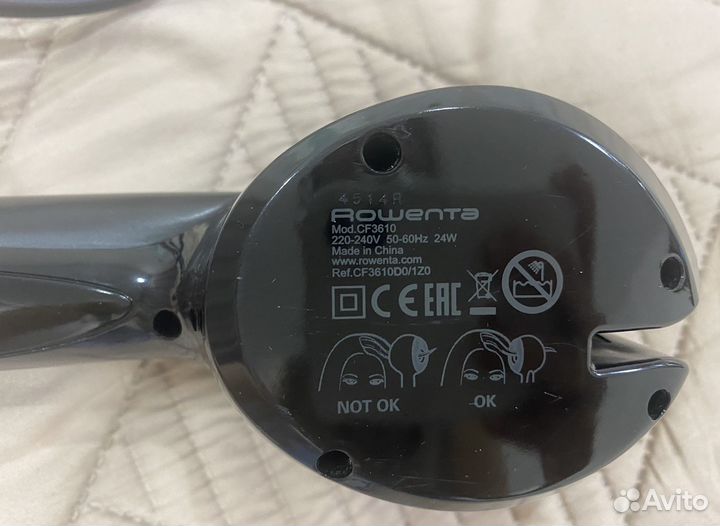 4514R
Rowenta
Mod.CF3610
220-240V 50-60Hz 24W
Made in China
www.rowenta.com
Ref.CF3610D0/1Z0
CE EAC
NOT OK
OK
Avito